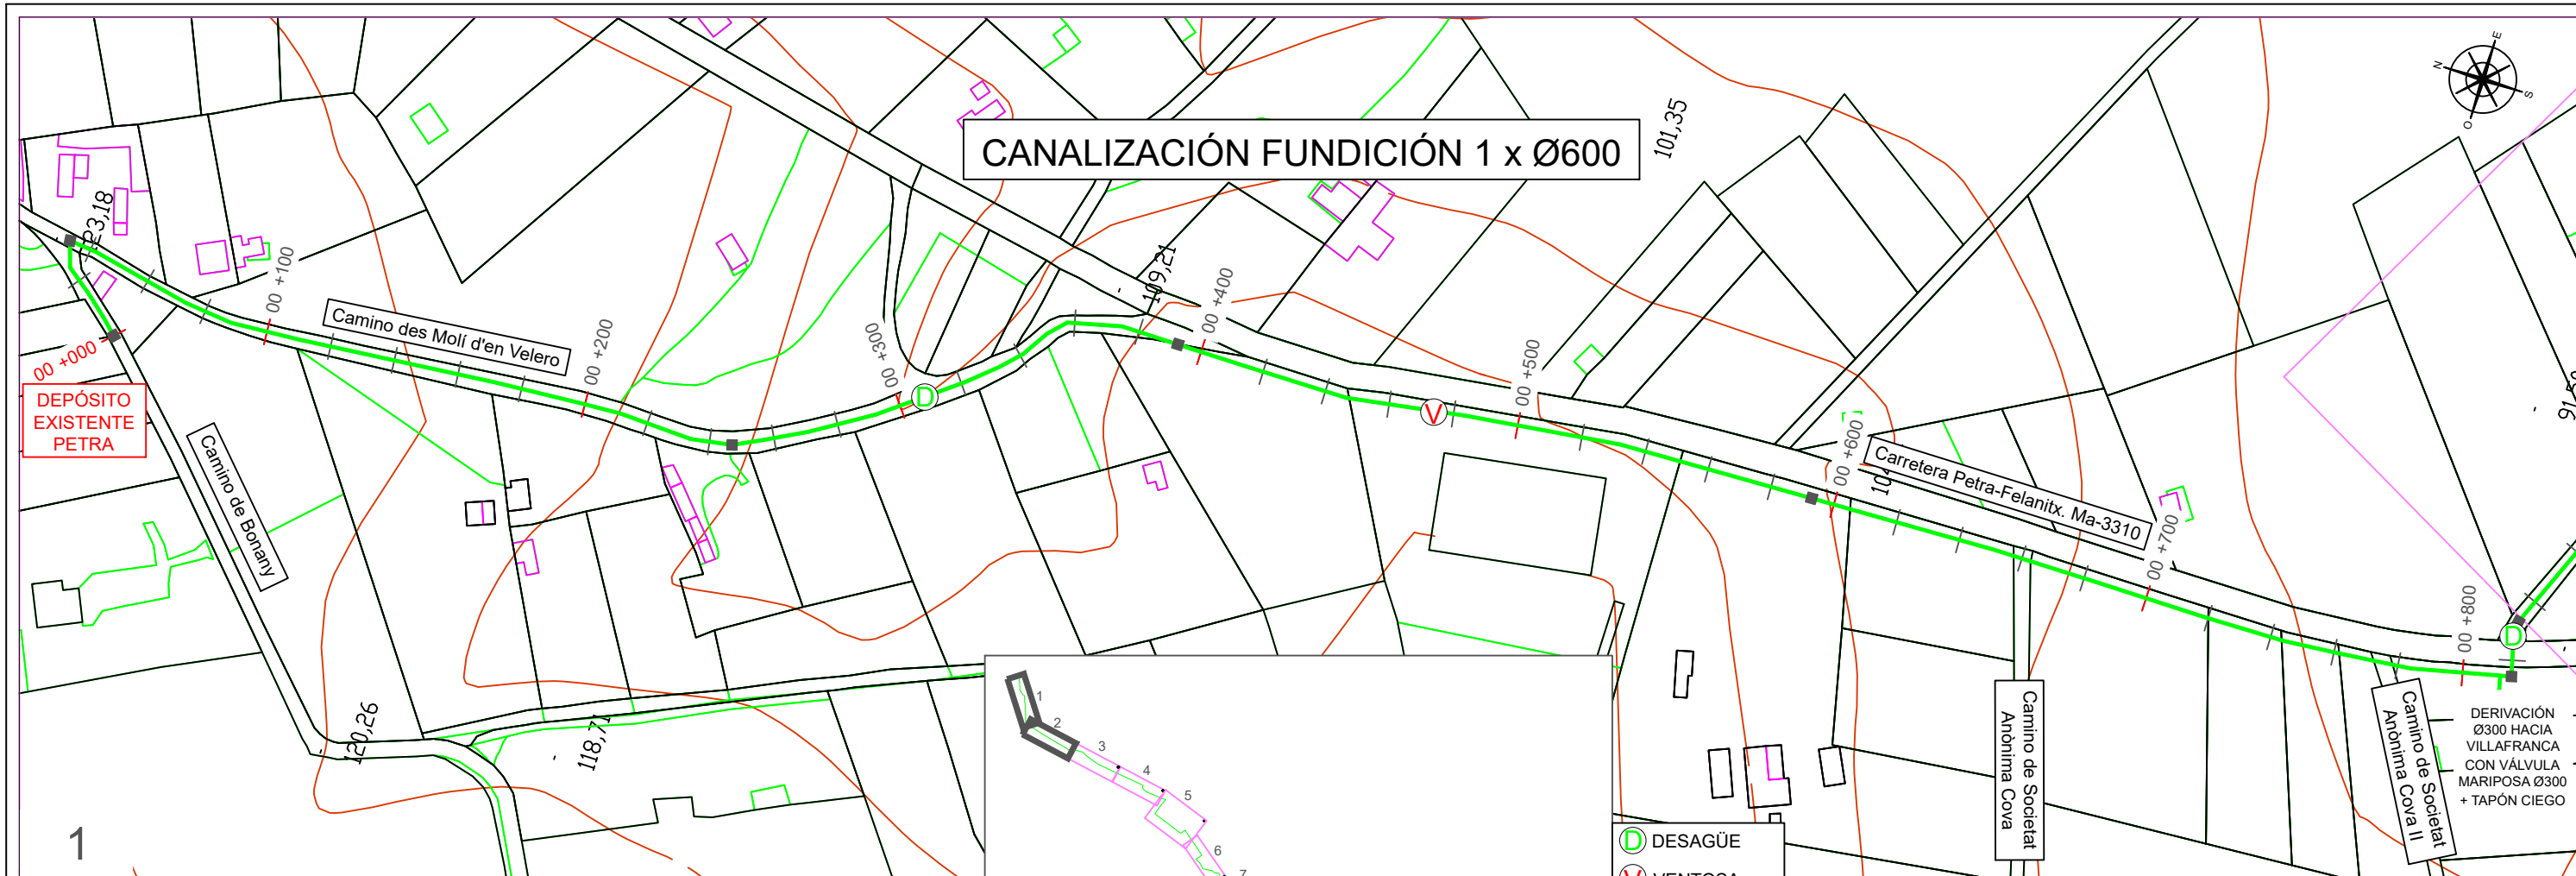 CANALIZACIÓN FUNDICIÓN 1 x Ø600
101,35
E
N
S
O
123,18
00 +100
Camino des Molí d'en Velero
00 +200
00 +300
D
109,21
00 +400
V
00 +500
00 +600
Carretera Petra-Felanitx. Ma-3310
00 +700
00 +800
D
00 +000
DEPÓSITO
EXISTENTE
PETRA
Camino de Bonany
120,26
118,71
1
1
2
3
4
5
6
7
D DESAGÜE
V VENTOSA
Camino de Societat
Anònima Cova
Camino de Societat
Anònima Cova II
DERIVACIÓN
Ø300 HACIA
VILLAFRANCA
CON VÁLVULA
MARIPOSA Ø300
+ TAPÓN CIEGO